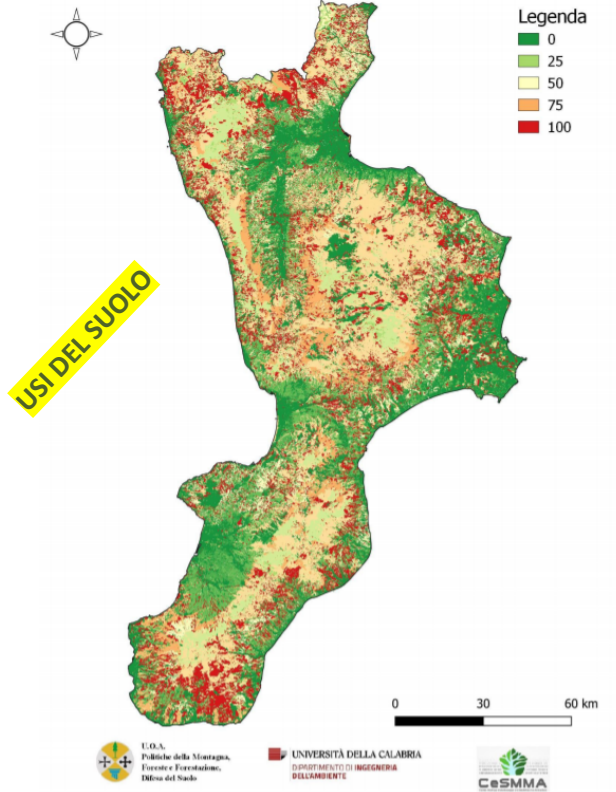 Legenda
0
25
50
75
100
USI DEL SUOLO
0 30 60 km
U.O.A.
Politiche della Montagna,
Foreste e Forestazione,
Difesa del Suolo
UNIVERSITÀ DELLA CALABRIA
DIPARTIMENTO DI INGEGNERIA
DELL'AMBIENTE
CeSMMA